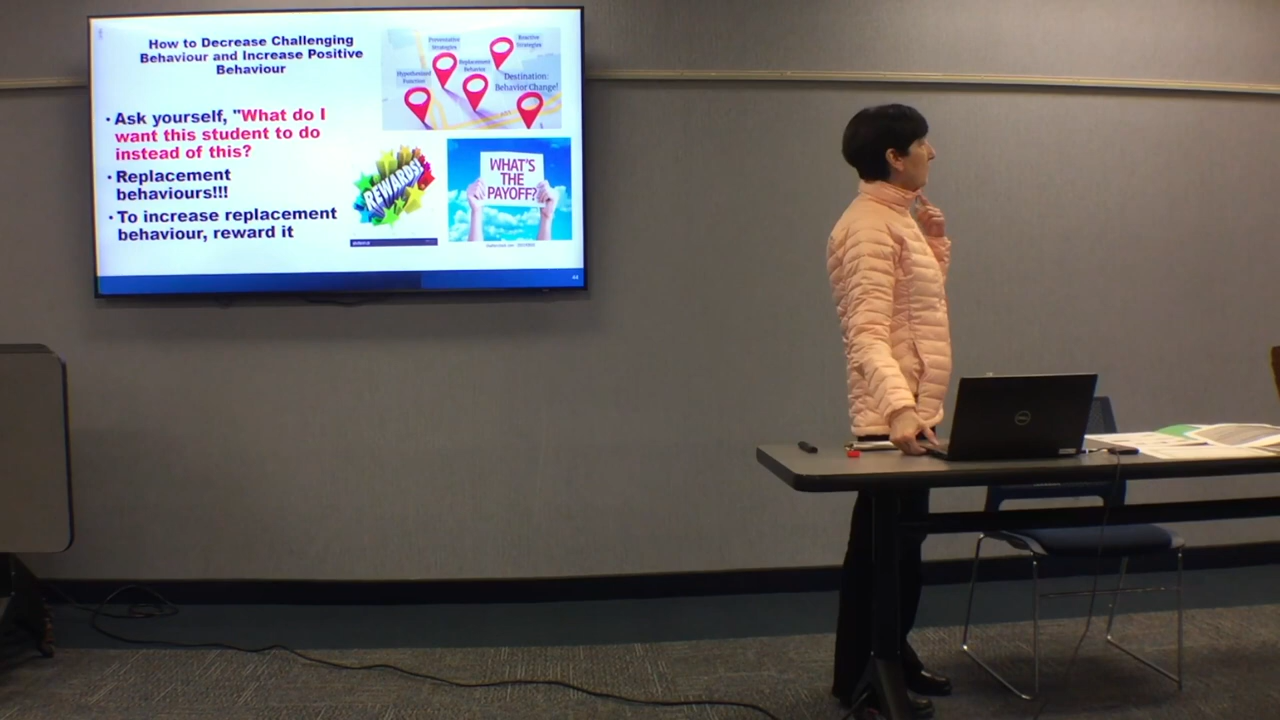 How to Decrease Challenging
Behaviour and Increase Positive
Behaviour
• Ask yourself, "What do I
want this student to do
instead of this?
• Replacement
behaviours!!!
• To increase replacement
behaviour, reward it
Preventative
Strategies
Reactive
Strategies
Hypothesized
Function
Replacement
Behavior
Destination:
Behavior Change!
REWARDS!
WHAT'S
THE
PAYOFF?
44
DELL